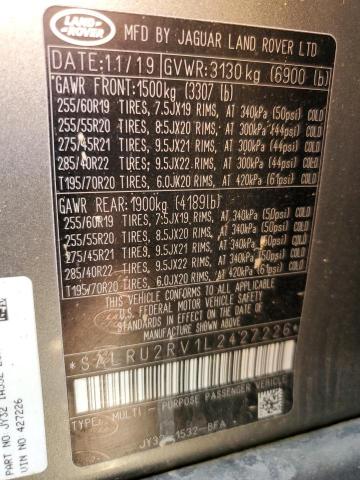 LAND ROVER
MFD BY JAGUAR LAND ROVER LTD
DATE:11/19 GVWR:3130kg (6900 lb)
GAWR FRONT:1500kg (3307 lb)
255/60R19 TIRES, 7.5JX19 RIMS, AT 340kPa (50psi) COLD
255/55R20 TIRES, 8.5JX20 RIMS, AT 300kPa (44psi) COLD
275/45R21 TIRES, 9.5JX21 RIMS, AT 300kPa (44psi) COLD
285/40R22 TIRES, 9.5JX22 RIMS, AT 300kPa (44psi) COLD
T195/70R20 TIRES, 6.0JX20 RIMS, AT 420kPa (61psi) COLD
GAWR REAR:1900kg (4189lb)
255/60R19 TIRES, 7.5JX19 RIMS, AT 340kPa (50psi) COLD
255/55R20 TIRES, 8.5JX20 RIMS, AT 340kPa (50psi) COLD
275/45R21 TIRES, 9.5JX21 RIMS, AT 340kPa (50psi) COLD
285/40R22 TIRES, 9.5JX22 RIMS, AT 340kPa (50psi) COLD
T195/70R20 TIRES, 6.0JX20 RIMS, AT 420kPa (61psi) COLD
THIS VEHICLE CONFORMS TO ALL APPLICABLE
FEDERAL MOTOR VEHICLE SAFETY AND THEFT
PREVENTION STANDARDS IN EFFECT ON THE DATE OF
MANUFACTURE SHOWN ABOVE.
*SALRU2RV1L2427226*
TYPE: MULTI - PURPOSE PASSENGER VEHICLE
1532-BFA
PART NO JY32
VIN NO 427226